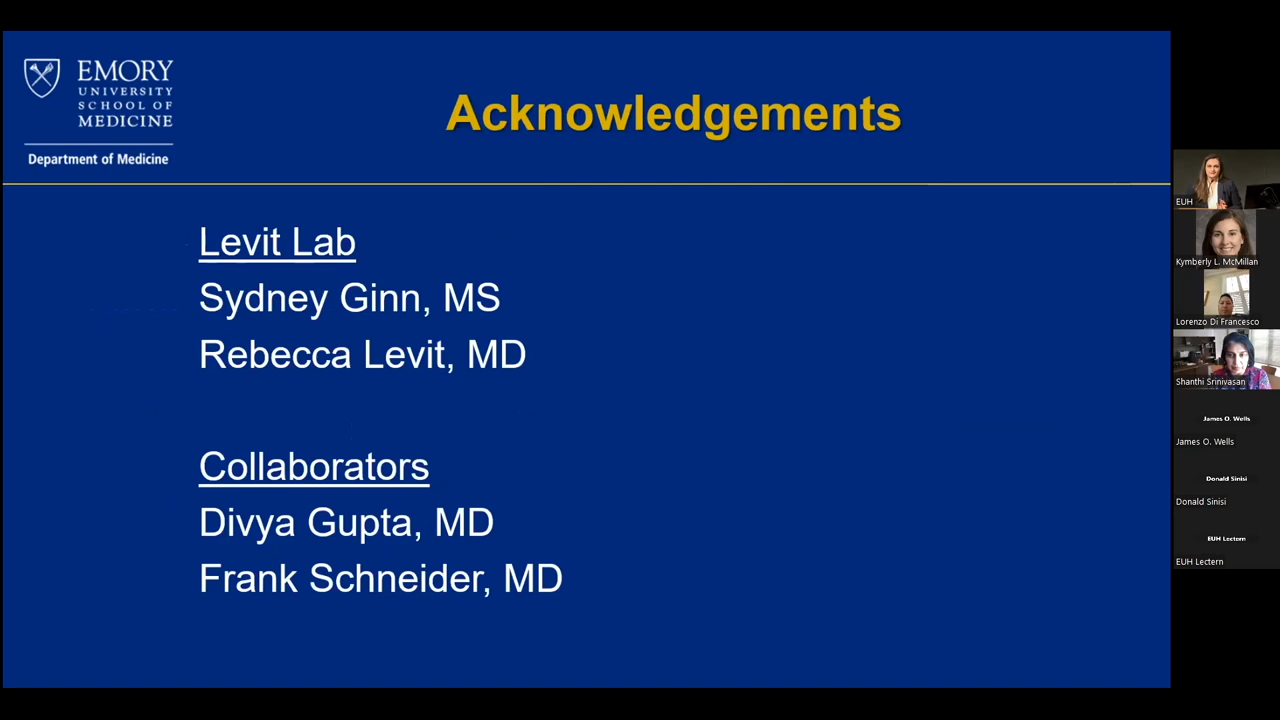 EMORY
UNIVERSITY
SCHOOL OF
MEDICINE
Department of Medicine
Acknowledgements
Levit Lab
Sydney Ginn, MS
Rebecca Levit, MD
Collaborators
Divya Gupta, MD
Frank Schneider, MD
EUH
Kymberly L. McMillan
Lorenzo Di Francesco
Shanthi Srinivasan
James O. Wells
James O. Wells
Donald Sinisi
Donald Sinisi
EUH Lectern
EUH Lectern